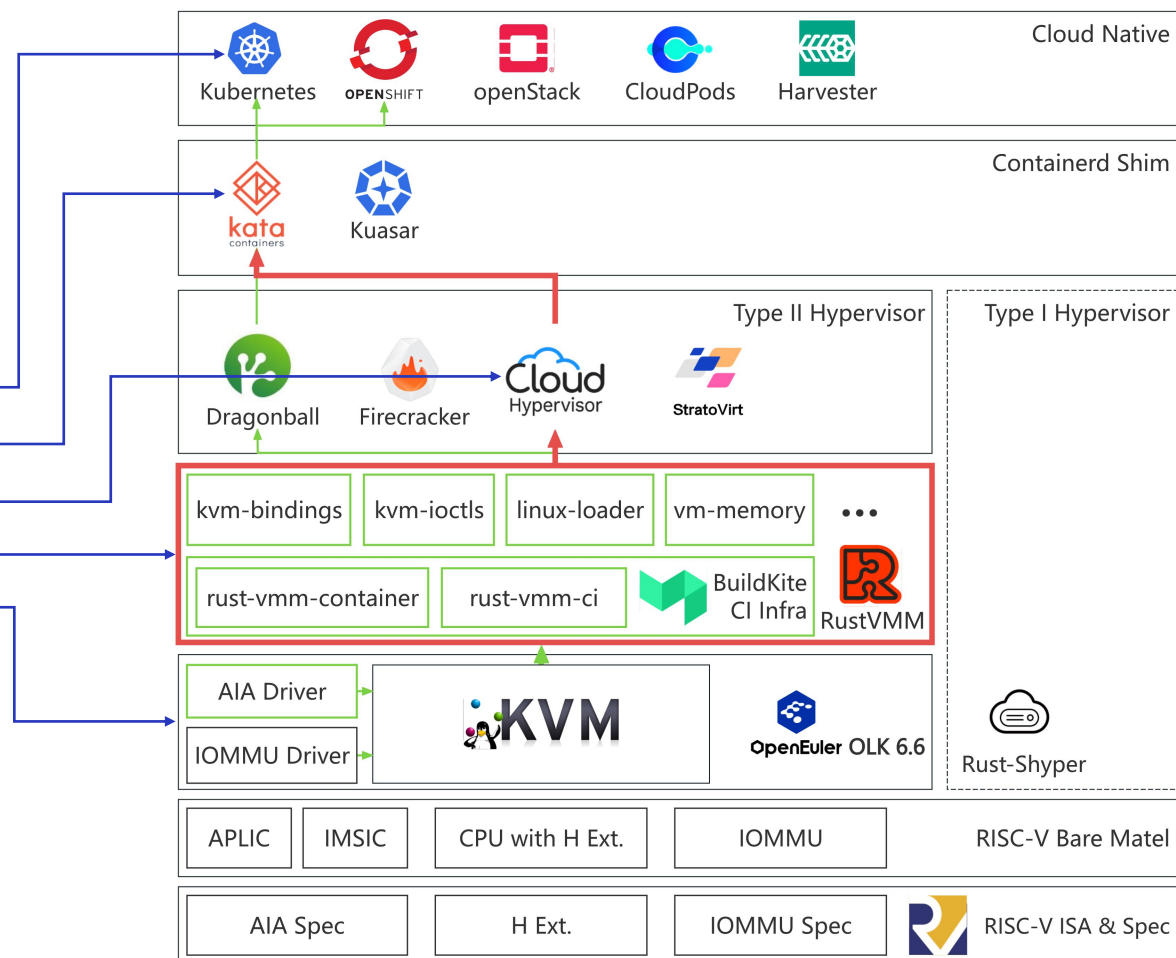 Cloud Native
Kubernetes
OPENSHIFT
openStack
CloudPods
Harvester
Containerd Shim
kata
containers
Kuasar
Type II Hypervisor
Type I Hypervisor
Dragonball
Firecracker
Cloud
Hypervisor
StratoVirt
kvm-bindings
kvm-ioctls
linux-loader
vm-memory
•••
rust-vmm-container
rust-vmm-ci
BuildKite
CI Infra
R
RustVMM
AIA Driver
IOMMU Driver
KVM
OpenEuler OLK 6.6
Rust-Shyper
APLIC
IMSIC
CPU with H Ext.
IOMMU
RISC-V Bare Matel
AIA Spec
H Ext.
IOMMU Spec
RISC-V ISA & Spec